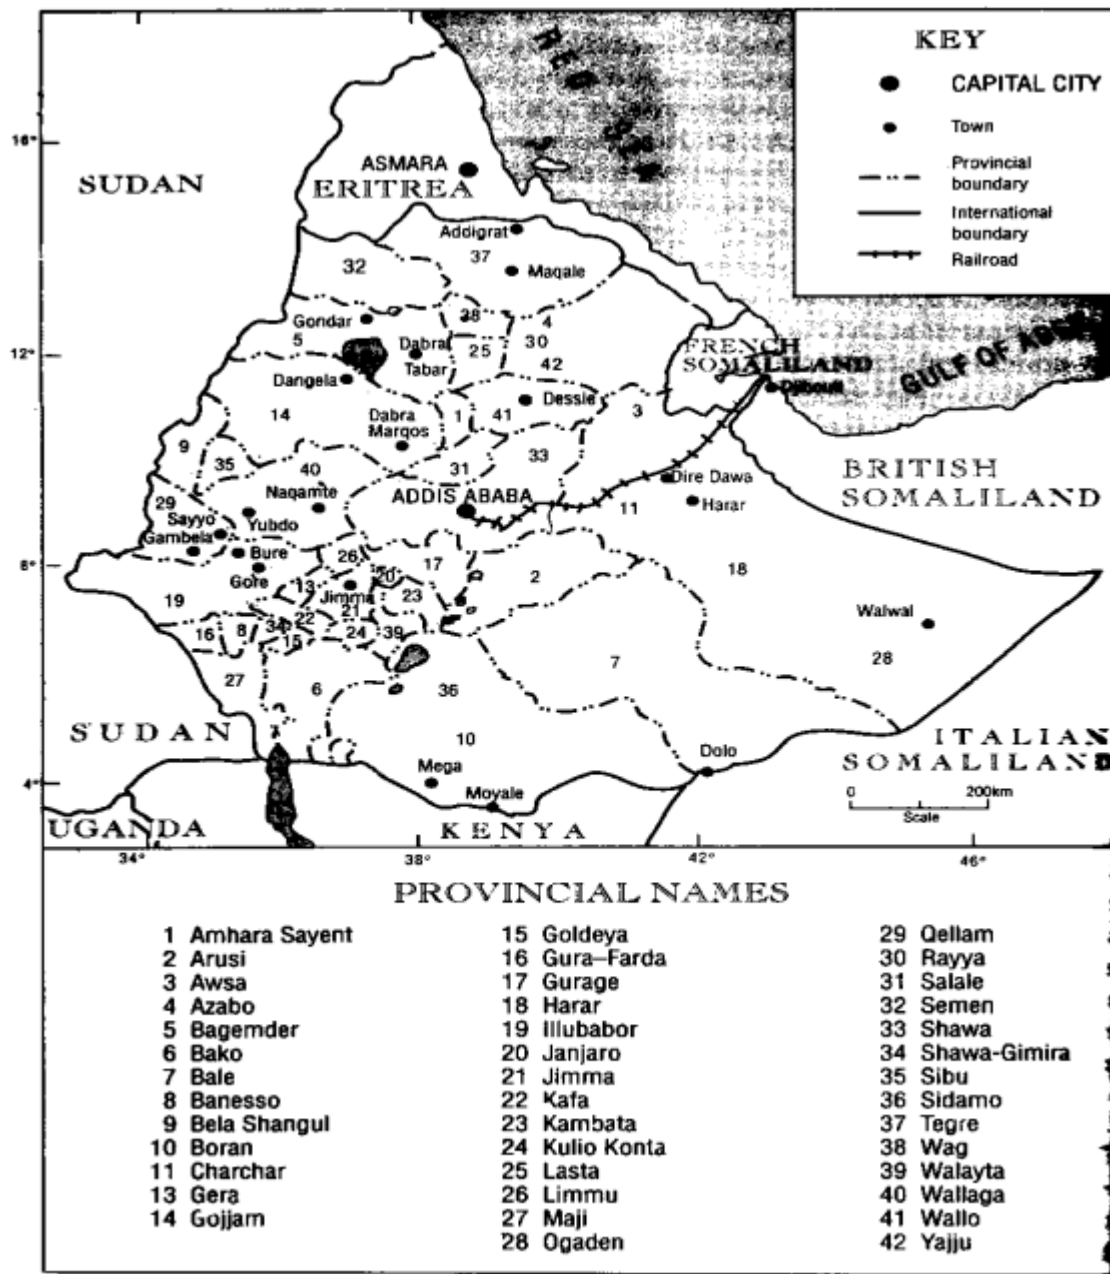 KEY
CAPITAL CITY
Town
Provincial
boundary
International
boundary
Railroad
RED SEA
16°
SUDAN
ASMARA
ERITREA
Addigrat
37
Maqale
32
38
4
Gondar
5
Dabra
Tabar
30
25
42
12°
FRENCH
SOMALILAND
Djibouti
GULF OF
Dangela
Dessie
14
Dabra
Marqos
1
41
3
9
35
40
31
33
BRITISH
SOMALILAND
Naqamte
ADDIS ABABA
Dire Dawa
11
Harar
29
Sayyo
Yubdo
Gambela
Bure
8°
Gore
26
17
2
18
13
Jimma
20
23
21
19
22
34
15
24
39
16
8
Walwal
27
6
36
7
28
SUDAN
10
ITALIAN
SOMALILAND
Dolo
4°
Mega
Moyale
0
200km
Scale
UGANDA
KENYA
34°
38°
42°
46°
PROVINCIAL NAMES
1 Amhara Sayent
2 Arusi
3 Awsa
4 Azabo
5 Bagemder
6 Bako
7 Bale
8 Banesso
9 Bela Shangul
10 Boran
11 Charchar
13 Gera
14 Gojjam
15 Goldeya
16 Gura–Farda
17 Gurage
18 Harar
19 Illubabor
20 Janjaro
21 Jimma
22 Kafa
23 Kambata
24 Kulio Konta
25 Lasta
26 Limmu
27 Maji
28 Ogaden
29 Qellam
30 Rayya
31 Salale
32 Semen
33 Shawa
34 Shawa-Gimira
35 Sibu
36 Sidamo
37 Tegre
38 Wag
39 Walayta
40 Wallaga
41 Wallo
42 Yajju